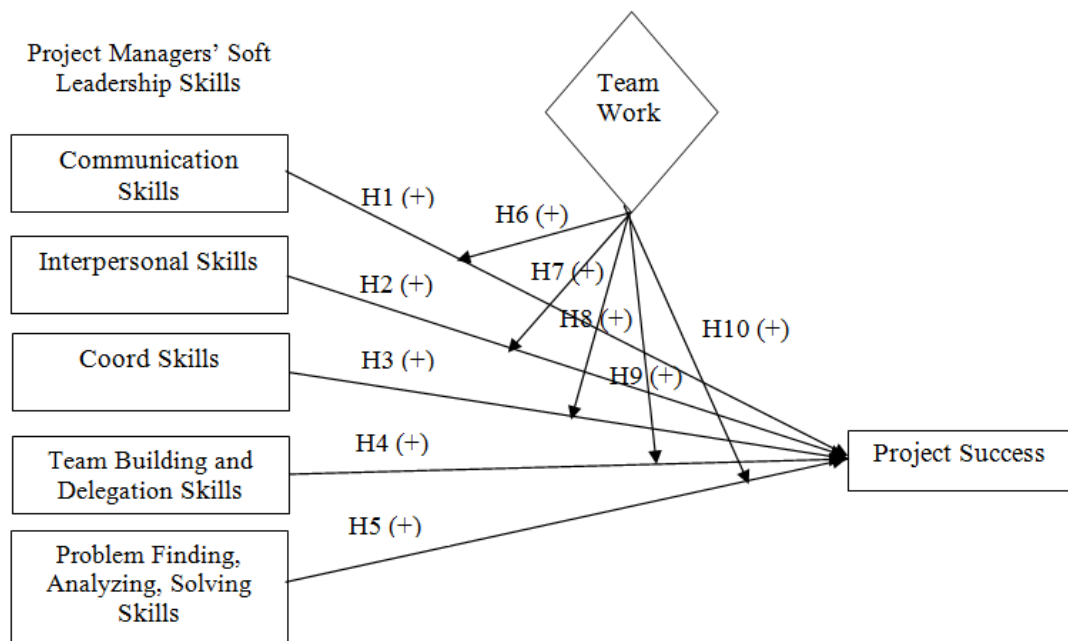 Project Managers’ Soft
Leadership Skills
Team
Work
Communication
Skills
H1 (+)
H6 (+)
Interpersonal Skills
H2 (+)
H7 (+)
H8 (+)
H10 (+)
Coord Skills
H3 (+)
H9 (+)
Team Building and
Delegation Skills
H4 (+)
Project Success
H5 (+)
Problem Finding,
Analyzing, Solving
Skills